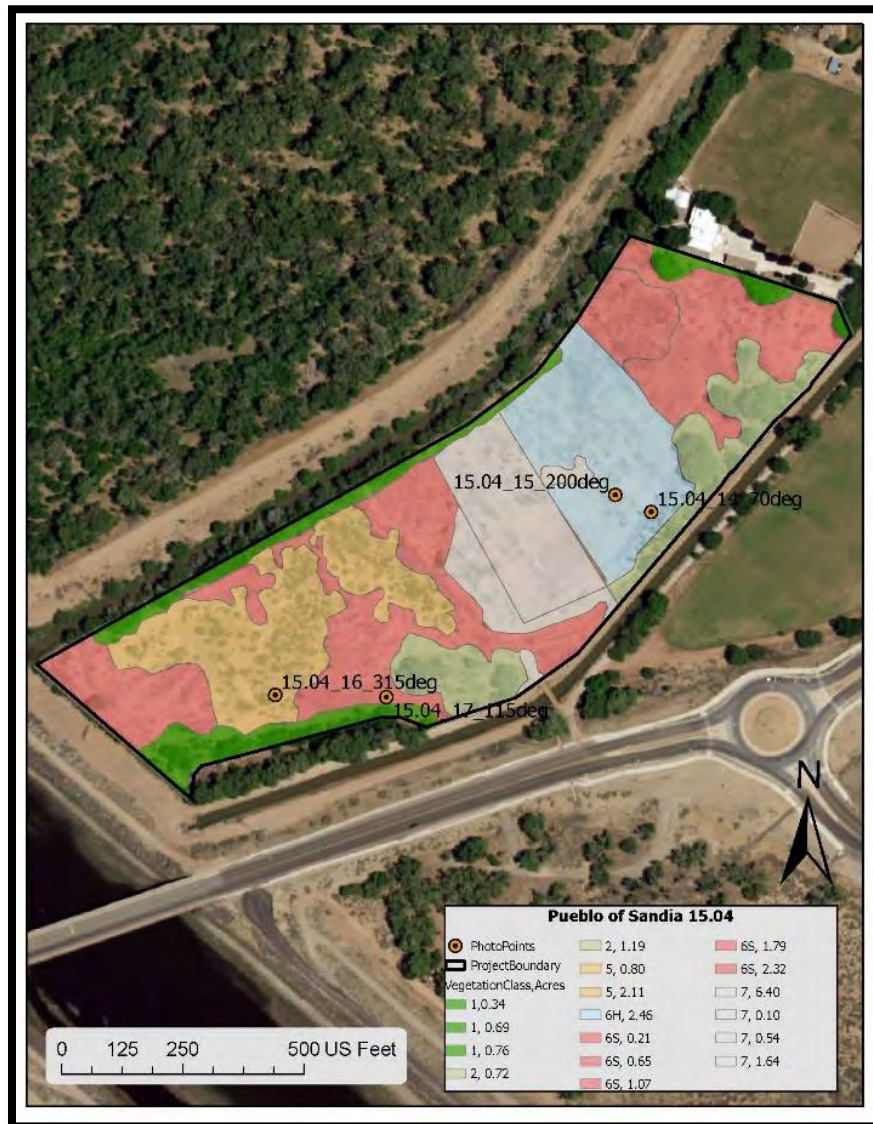 15.04_15_200deg
15.04_14_70deg
15.04_16_315deg
15.04_17_115deg
N
Pueblo of Sandia 15.04
PhotoPoints
ProjectBoundary
VegetationClass,Acres
1,0.34
1, 0.69
1, 0.76
2, 0.72
2, 1.19
5, 0.80
5, 2.11
6H, 2.46
6S, 0.21
6S, 0.65
6S, 1.07
6S, 1.79
6S, 2.32
7, 6.40
7, 0.10
7, 0.54
7, 1.64
0 125 250 500 US Feet